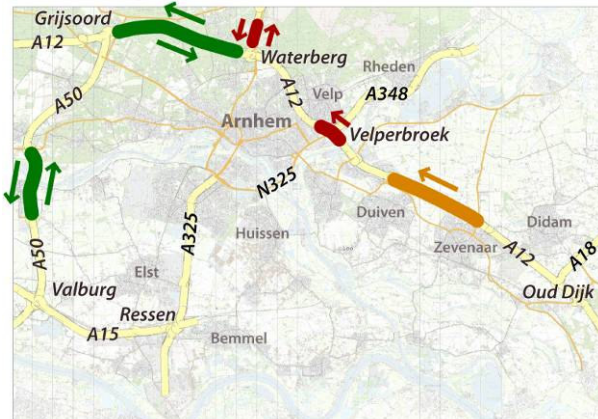 Grijsoord
A12
Waterberg
Rheden
A50
A12
Velp
A348
Arnhem
Velperbroek
N325
Duiven
A325
Huissen
Didam
Zevenaar
A12
A18
A50
Elst
Valburg
Ressen
Oud Dijk
A15
Bemmel